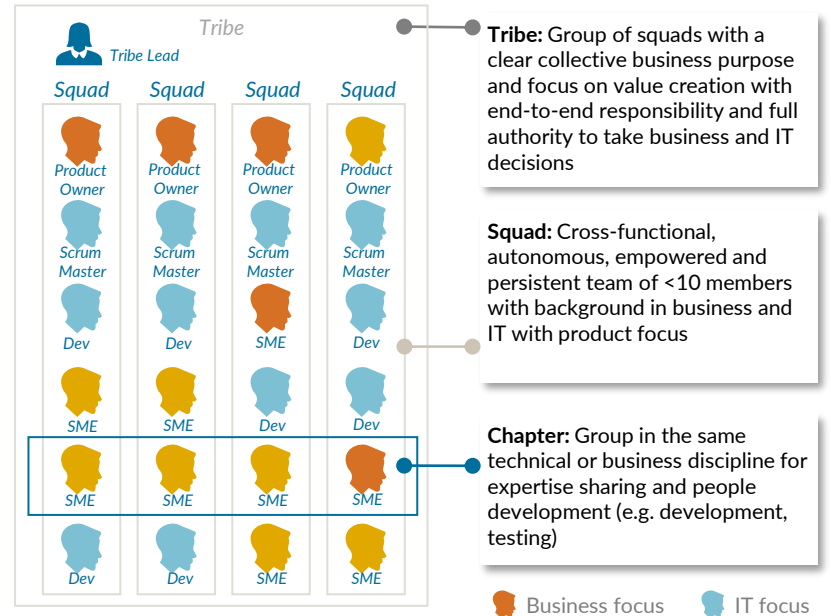 Tribe
Tribe Lead
Squad Squad Squad Squad
Product Owner
Product Owner
Product Owner
Product Owner
Scrum Master
Scrum Master
Scrum Master
Scrum Master
Dev Dev SME Dev
SME SME Dev Dev
SME SME SME SME
Dev Dev SME SME
Tribe: Group of squads with a
clear collective business purpose
and focus on value creation with
end-to-end responsibility and full
authority to take business and IT
decisions
Squad: Cross-functional,
autonomous, empowered and
persistent team of <10 members
with background in business and
IT with product focus
Chapter: Group in the same
technical or business discipline for
expertise sharing and people
development (e.g. development,
testing)
Business focus
IT focus